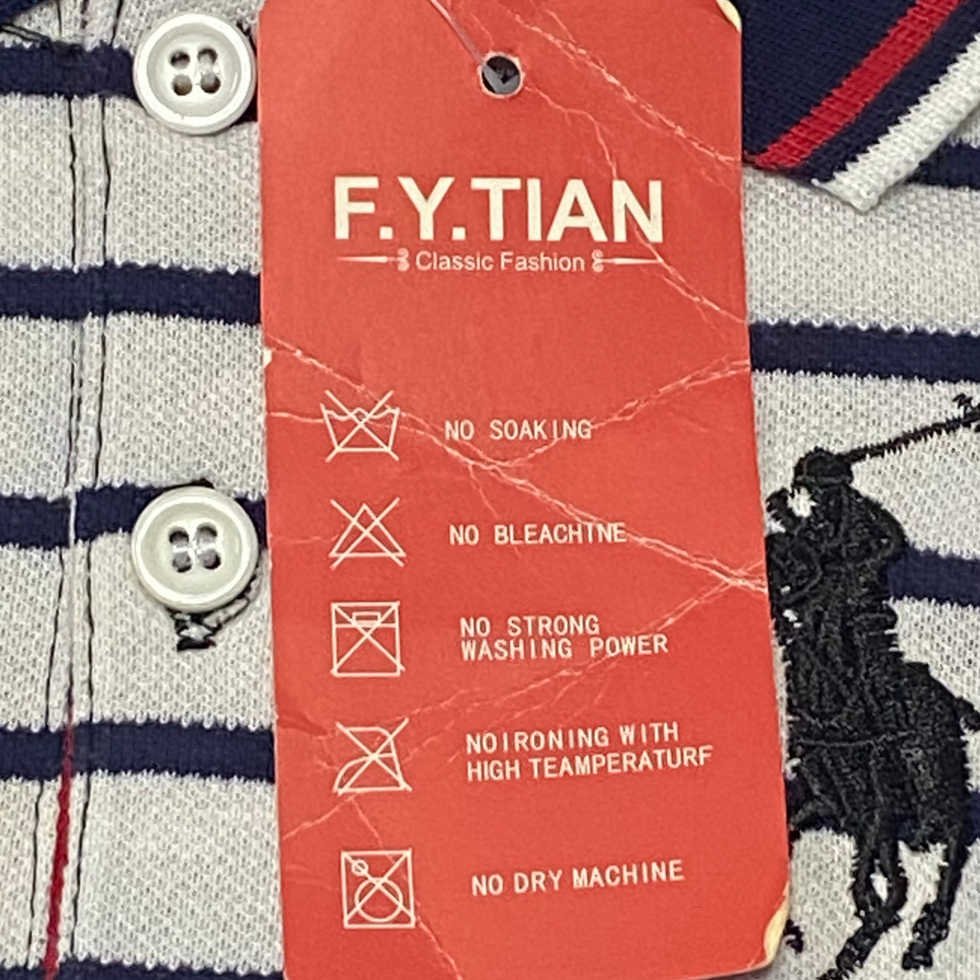 F.Y.TIAN
Classic Fashion
NO SOAKING
NO BLEACHINE
NO STRONG
WASHING POWER
NOIRONING WITH
HIGH TEAMPERATURF
NO DRY MACHINE